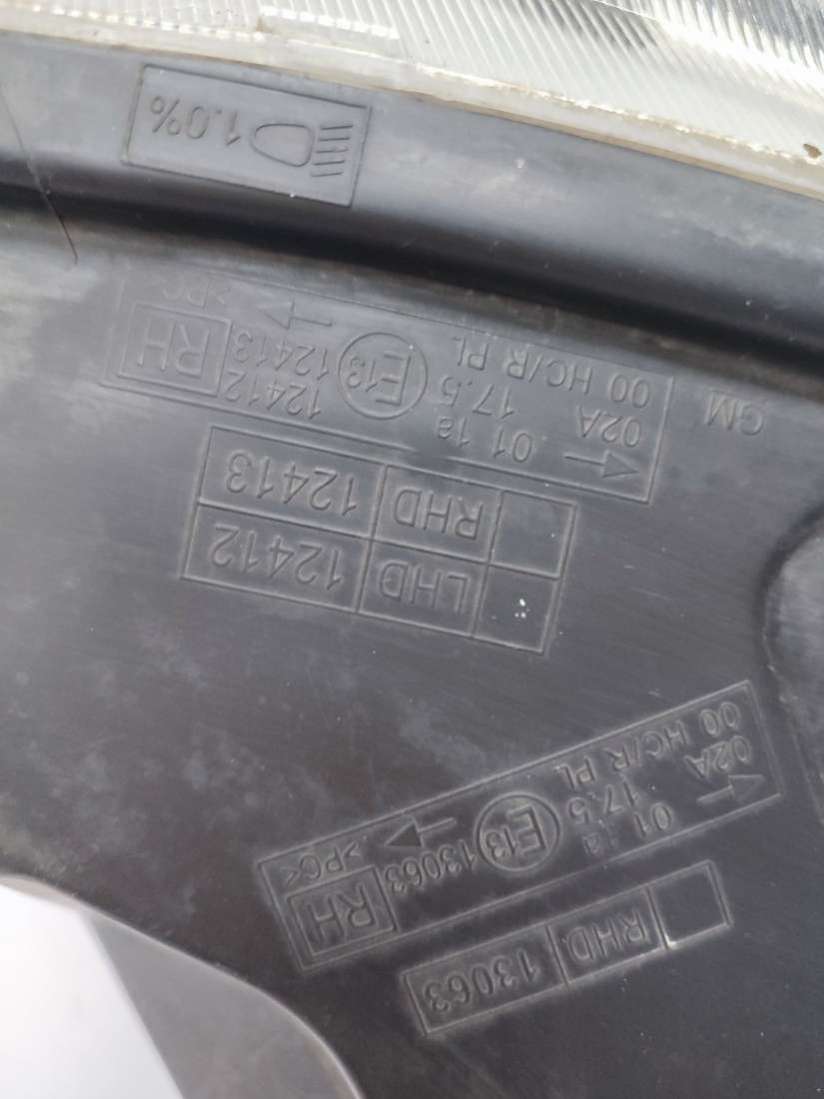 RHD 13063
02A 01 1a
00 HC/R PL 17.5 E13 13063 RH
>PC<
LHD 12412
RHD 12413
02A 01 1a 12412
GM 00 HC/R PL 17.5 E13 12413 RH
>PC<
1.0%